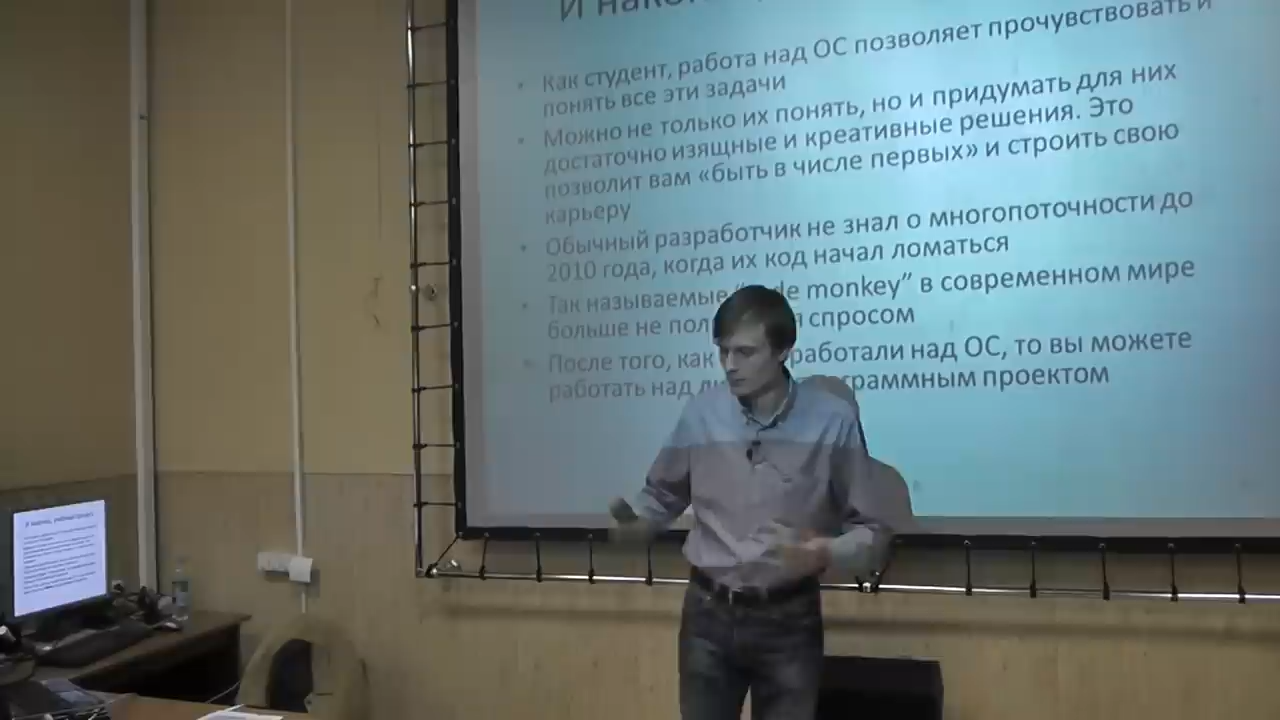 И
Как студент, работа над ОС позволяет прочувствовать и
понять все эти задачи
Можно не только их понять, но и придумать для них
достаточно изящные и креативные решения. Это
позволит вам «быть в числе первых» и строить свою
карьеру
Обычный разработчик не знал о многопоточности до
2010 года, когда их код начал ломаться
Так называемые monkey” в современном мире
больше не спросом
После того, как работали над ОС, то вы можете
работать над проектом